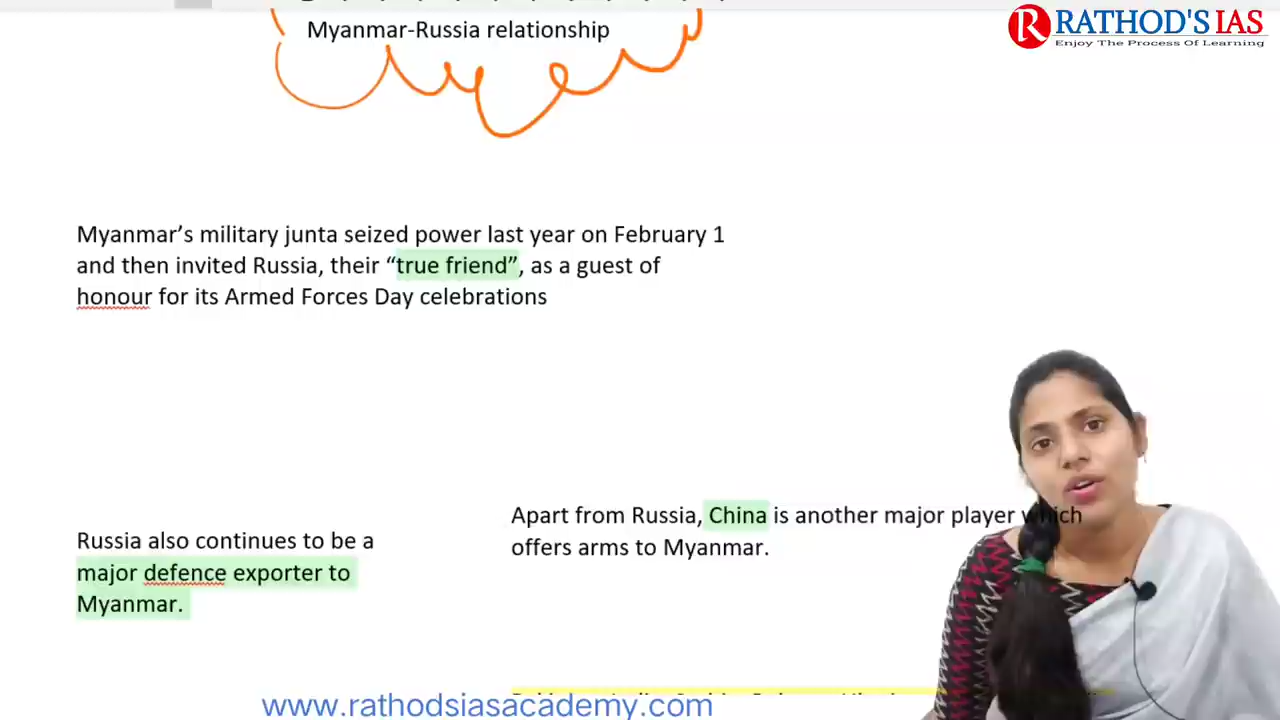 Myanmar-Russia relationship
RATHOD'S IAS
Enjoy The Process Of Learning
Myanmar’s military junta seized power last year on February 1
and then invited Russia, their “true friend”, as a guest of
honour for its Armed Forces Day celebrations
Apart from Russia, China is another major player which
offers arms to Myanmar.
Russia also continues to be a
major defence exporter to
Myanmar.
www.rathodsiasacademy.com